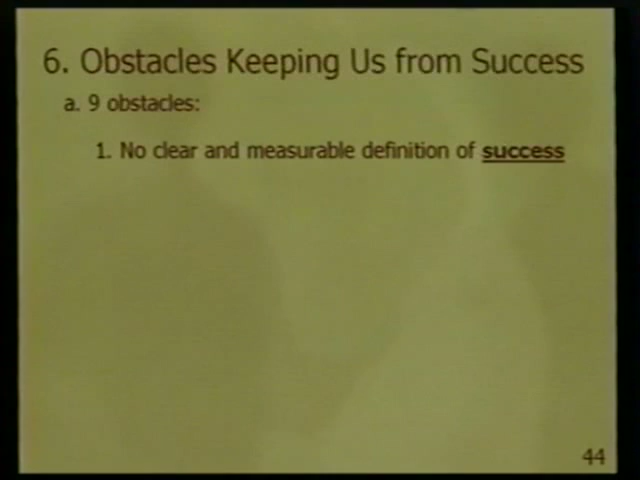 6. Obstacles Keeping Us from Success
a. 9 obstacles:
1. No clear and measurable definition of success
44